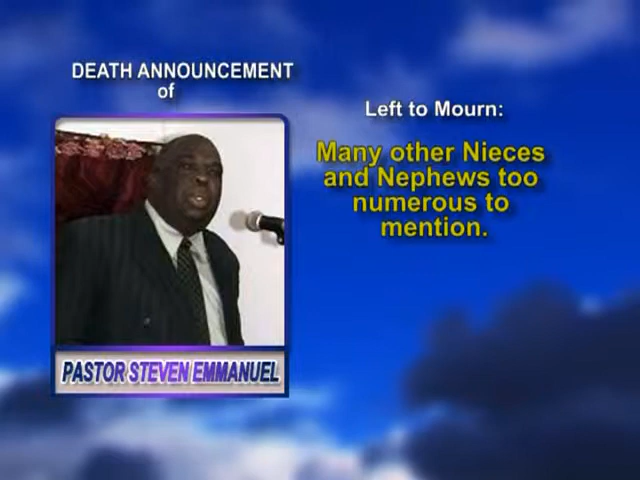 DEATH ANNOUNCEMENT
of
PASTOR STEVEN EMMANUEL
Left to Mourn:
Many other Nieces
and Nephews too
numerous to
mention.